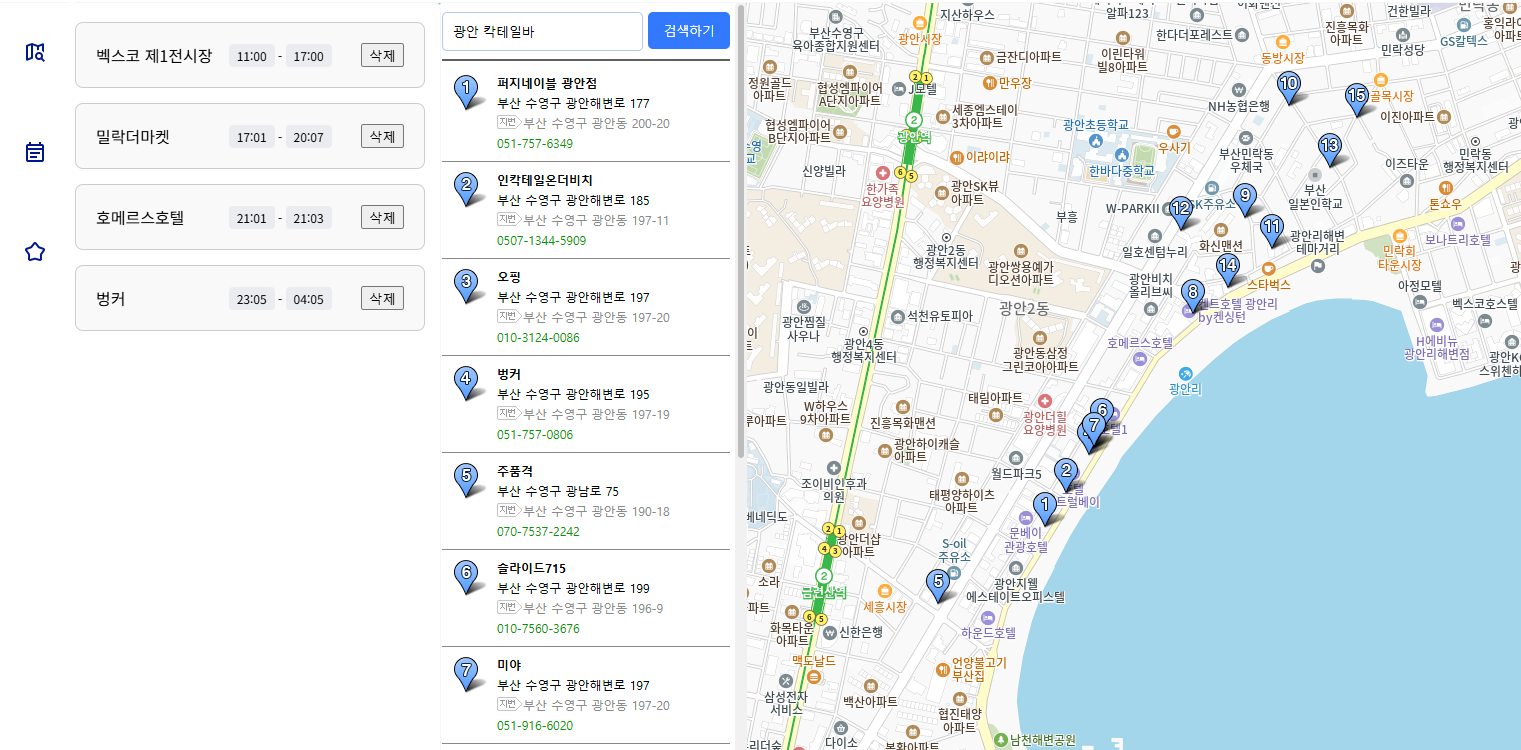 벡스코 제1전시장
11:00 - 17:00
삭제
밀락더마켓
17:01 - 20:07
삭제
호메르스호텔
21:01 - 21:03
삭제
벙커
23:05 - 04:05
삭제
광안 칵테일바
검색하기
1
퍼지네이블 광안점
부산 수영구 광안해변로 177
지번 부산 수영구 광안동 200-20
051-757-6349
2
인칵테일온더비치
부산 수영구 광안해변로 185
지번 부산 수영구 광안동 197-11
0507-1344-5909
3
오핑
부산 수영구 광안해변로 197
지번 부산 수영구 광안동 197-20
010-3124-0086
4
벙커
부산 수영구 광안해변로 195
지번 부산 수영구 광안동 197-19
051-757-0806
5
주품격
부산 수영구 광남로 75
지번 부산 수영구 광안동 190-18
070-7537-2242
6
슬라이드715
부산 수영구 광안해변로 199
지번 부산 수영구 광안동 196-9
010-7560-3676
7
미야
부산 수영구 광안해변로 197
지번 부산 수영구 광안동 197-20
051-916-6020
지산하우스
알파123
건한빌라
부산수영구
육아종합지원센터
광안시장
한다더포레스트
진흥목화
아파트
민락성당
홍익라이
GS칼텍스
금잔디아파트
이린타워
빌8아파트
동방시장
정원골드
아파트
협성엠파이어
A단지아파트
J모텔
만우장
NH농협은행
10
15
골목시장
협성엠파이어
B단지아파트
2
광안역
세종엠스테이
3차아파트
광안초등학교
우사기
이진아파트
13
부산민락동
우체국
신양빌라
이랴이랴
한바다중학교
이즈타운
민락동
행정복지센터
한가족
요양병원
광안SK뷰
아파트
부산
일본인학교
톤쇼우
W-PARKII
12
SK주유소
9
부흥
11
광안리해변
테마거리
보나트리호텔
광안2동
행정복지센터
일호센텀누리
화신맨션
민락회
타운시장
광안쌍용예가
디오션아파트
14
스타벅스
광안비치
올리브씨
8
켄트호텔 광안리
by켄싱턴
아정모텔
벡스코호스텔
광안2동
석천유토피아
광안찜질
사우나
광안4동
행정복지센터
호메르스호텔
H에비뉴
광안리해변점
광안동삼정
그린코아아파트
광안리
광안동일빌라
태림아파트
W하우스
9차아파트
진흥목화맨션
광안더힐
요양병원
6
7
광안하이캐슬
아파트
월드파크5
2
조이비인후과
의원
태평양하이츠
아파트
트럴베이
1
베네딕도
문베이
관광호텔
광안더샵
아파트
S-oil
주유소
2
금련산역
소라
5
광안지웰
에스테이트오피스텔
세흥시장
화목타운
아파트
신한은행
하운드호텔
맥도날드
언양불고기
부산집
삼성전자
서비스
백산아파트
협진태양
아파트
다이소
남천해변공원